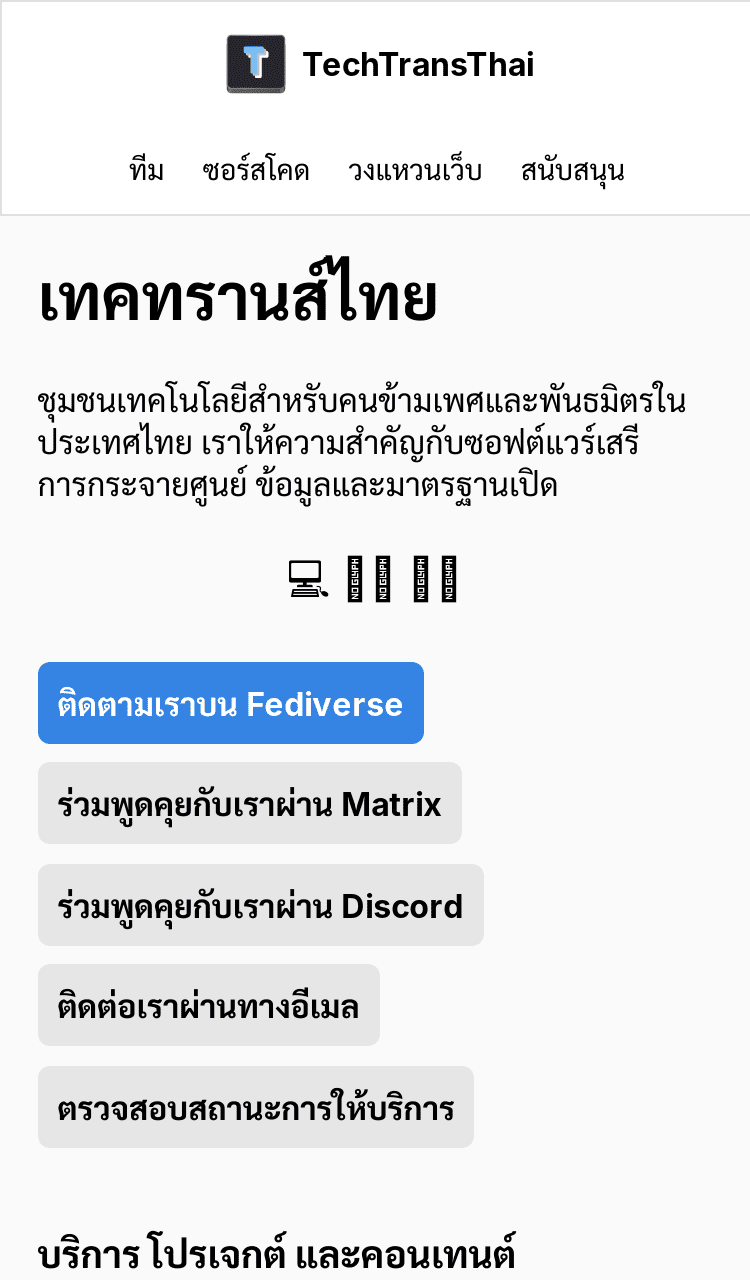 TechTransThai
ทีม ซอร์สโคด วงแหวนเว็บ สนับสนุน
เทคทรานส์ไทย
ชุมชนเทคโนโลยีสำหรับคนข้ามเพศและพันธมิตรใน
ประเทศไทย เราให้ความสำคัญกับซอฟต์แวร์เสรี
การกระจายศูนย์ ข้อมูลและมาตรฐานเปิด
ติดตามเราบน Fediverse
ร่วมพูดคุยกับเราผ่าน Matrix
ร่วมพูดคุยกับเราผ่าน Discord
ติดต่อเราผ่านทางอีเมล
ตรวจสอบสถานะการให้บริการ
บริการ โปรเจกต์ และคอนเทนต์